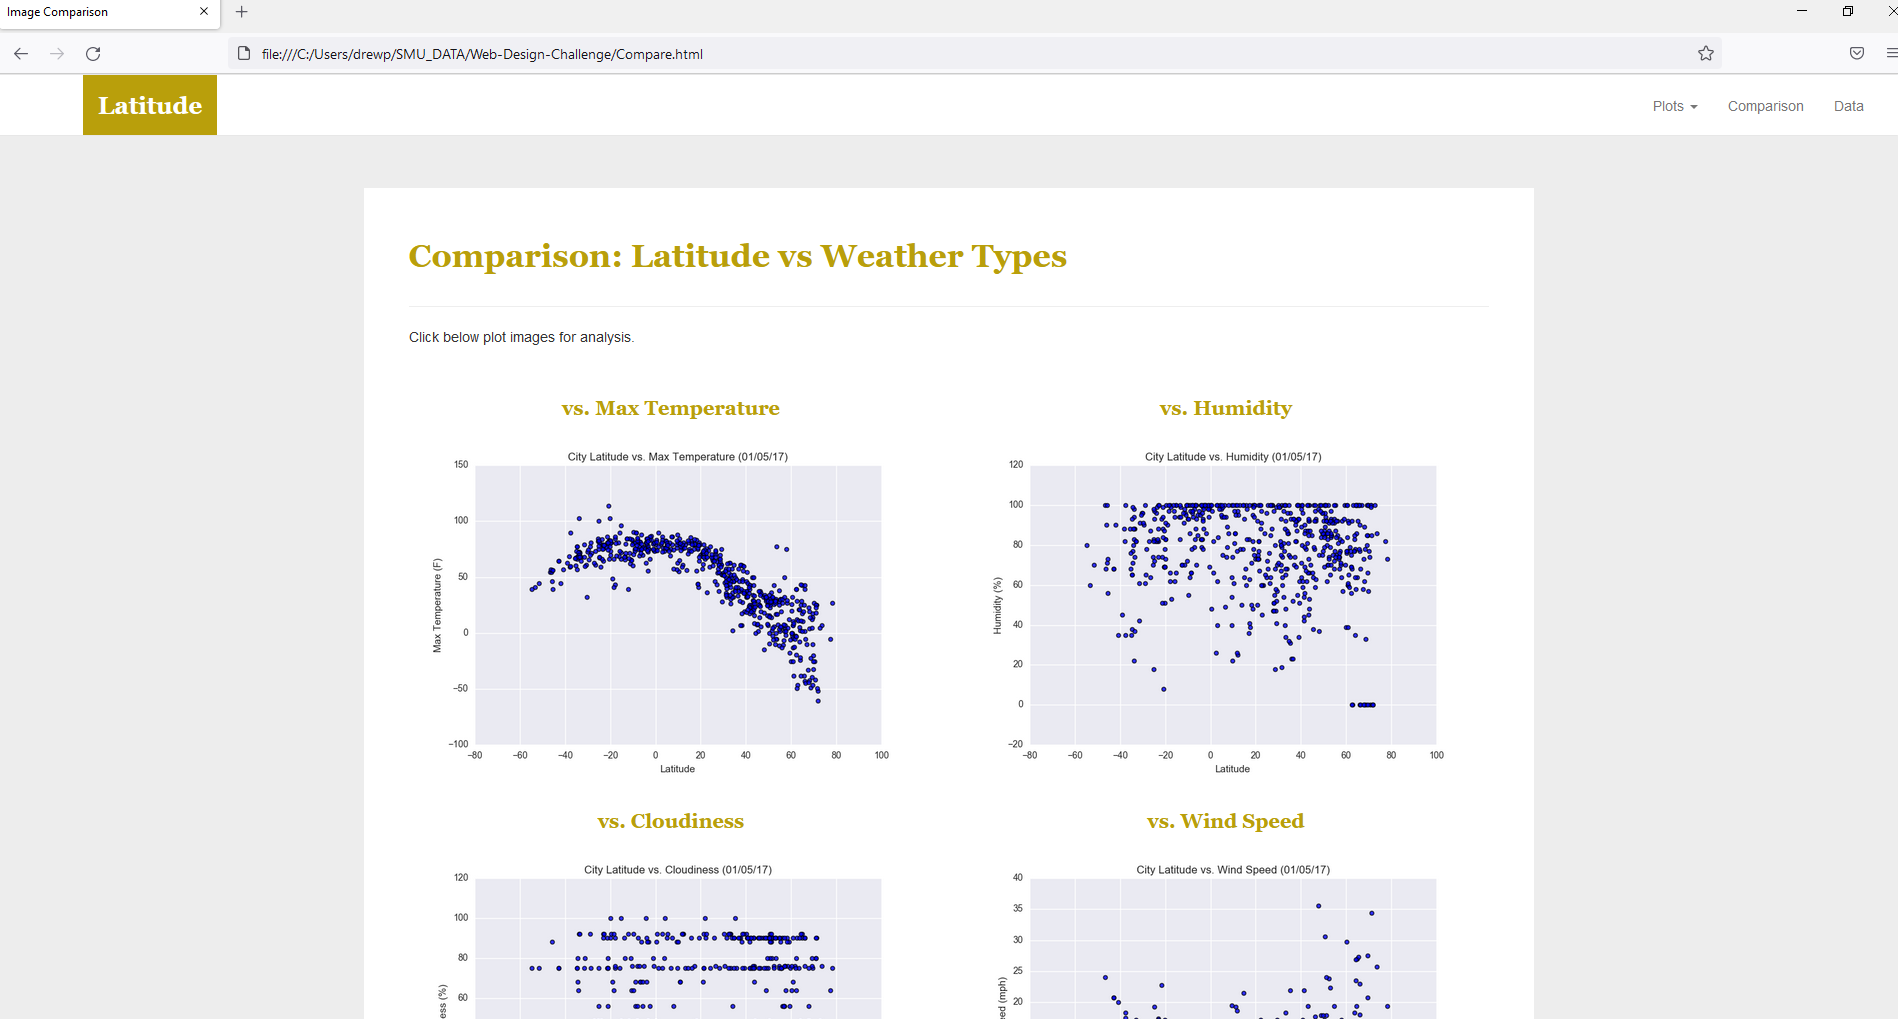 Image Comparison
file:///C:/Users/drewp/SMU_DATA/Web-Design-Challenge/Compare.html
Latitude
Plots
Comparison
Data
Comparison: Latitude vs Weather Types
Click below plot images for analysis.
vs. Max Temperature
City Latitude vs. Max Temperature (01/05/17)
150
100
50
0
−50
−100
Max Temperature (F)
−80 −60 −40 −20 0 20 40 60 80 100
Latitude
vs. Humidity
City Latitude vs. Humidity (01/05/17)
120
100
80
60
40
20
0
−20
Humidity (%)
−80 −60 −40 −20 0 20 40 60 80 100
Latitude
vs. Cloudiness
City Latitude vs. Cloudiness (01/05/17)
120
100
80
60
ess (%)
vs. Wind Speed
City Latitude vs. Wind Speed (01/05/17)
40
35
30
25
20
ed (mph)